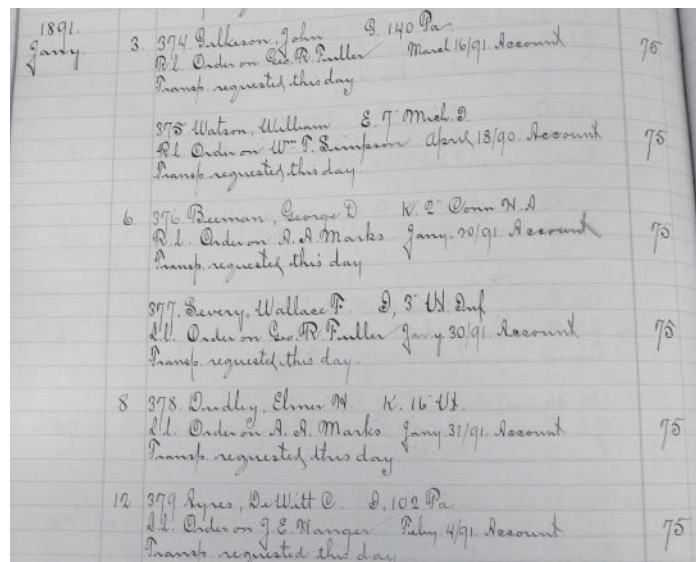 1891.
Jany. 3. 374. Gilkeson, John G. 140 Pa.
R.l. Order on Geo. R. Fuller March 16/91. Account 75
Transp. requested this day
375 Watson, William E. 7" Mich. I
R.l. Order on Wm T. Simpson April 18/90. Account 75
Transp. requested, this day.
6 376. Beeman, George D. K. 2" Conn H.A
R.l. Order on A.A. Marks Jany. 20/91. Account 75
Transp. requested this day
377. Severy, Wallace F. D, 3" Vt. Inf
L.l. Order on Geo. R. Fuller Jany 30/91. Account 75
Transp. requested, this day.
8 378. Dudley, Elmer W. K. 16 Vt.
L.l. Order on A. A. Marks Jany. 31/91. Account 75
Transp. requested this day
12 379 Ayres, DeWitt C. D, 102 Pa
L.l. Order on J. E. Hanger Feby 4/91. Account 75
Transp. requested this day